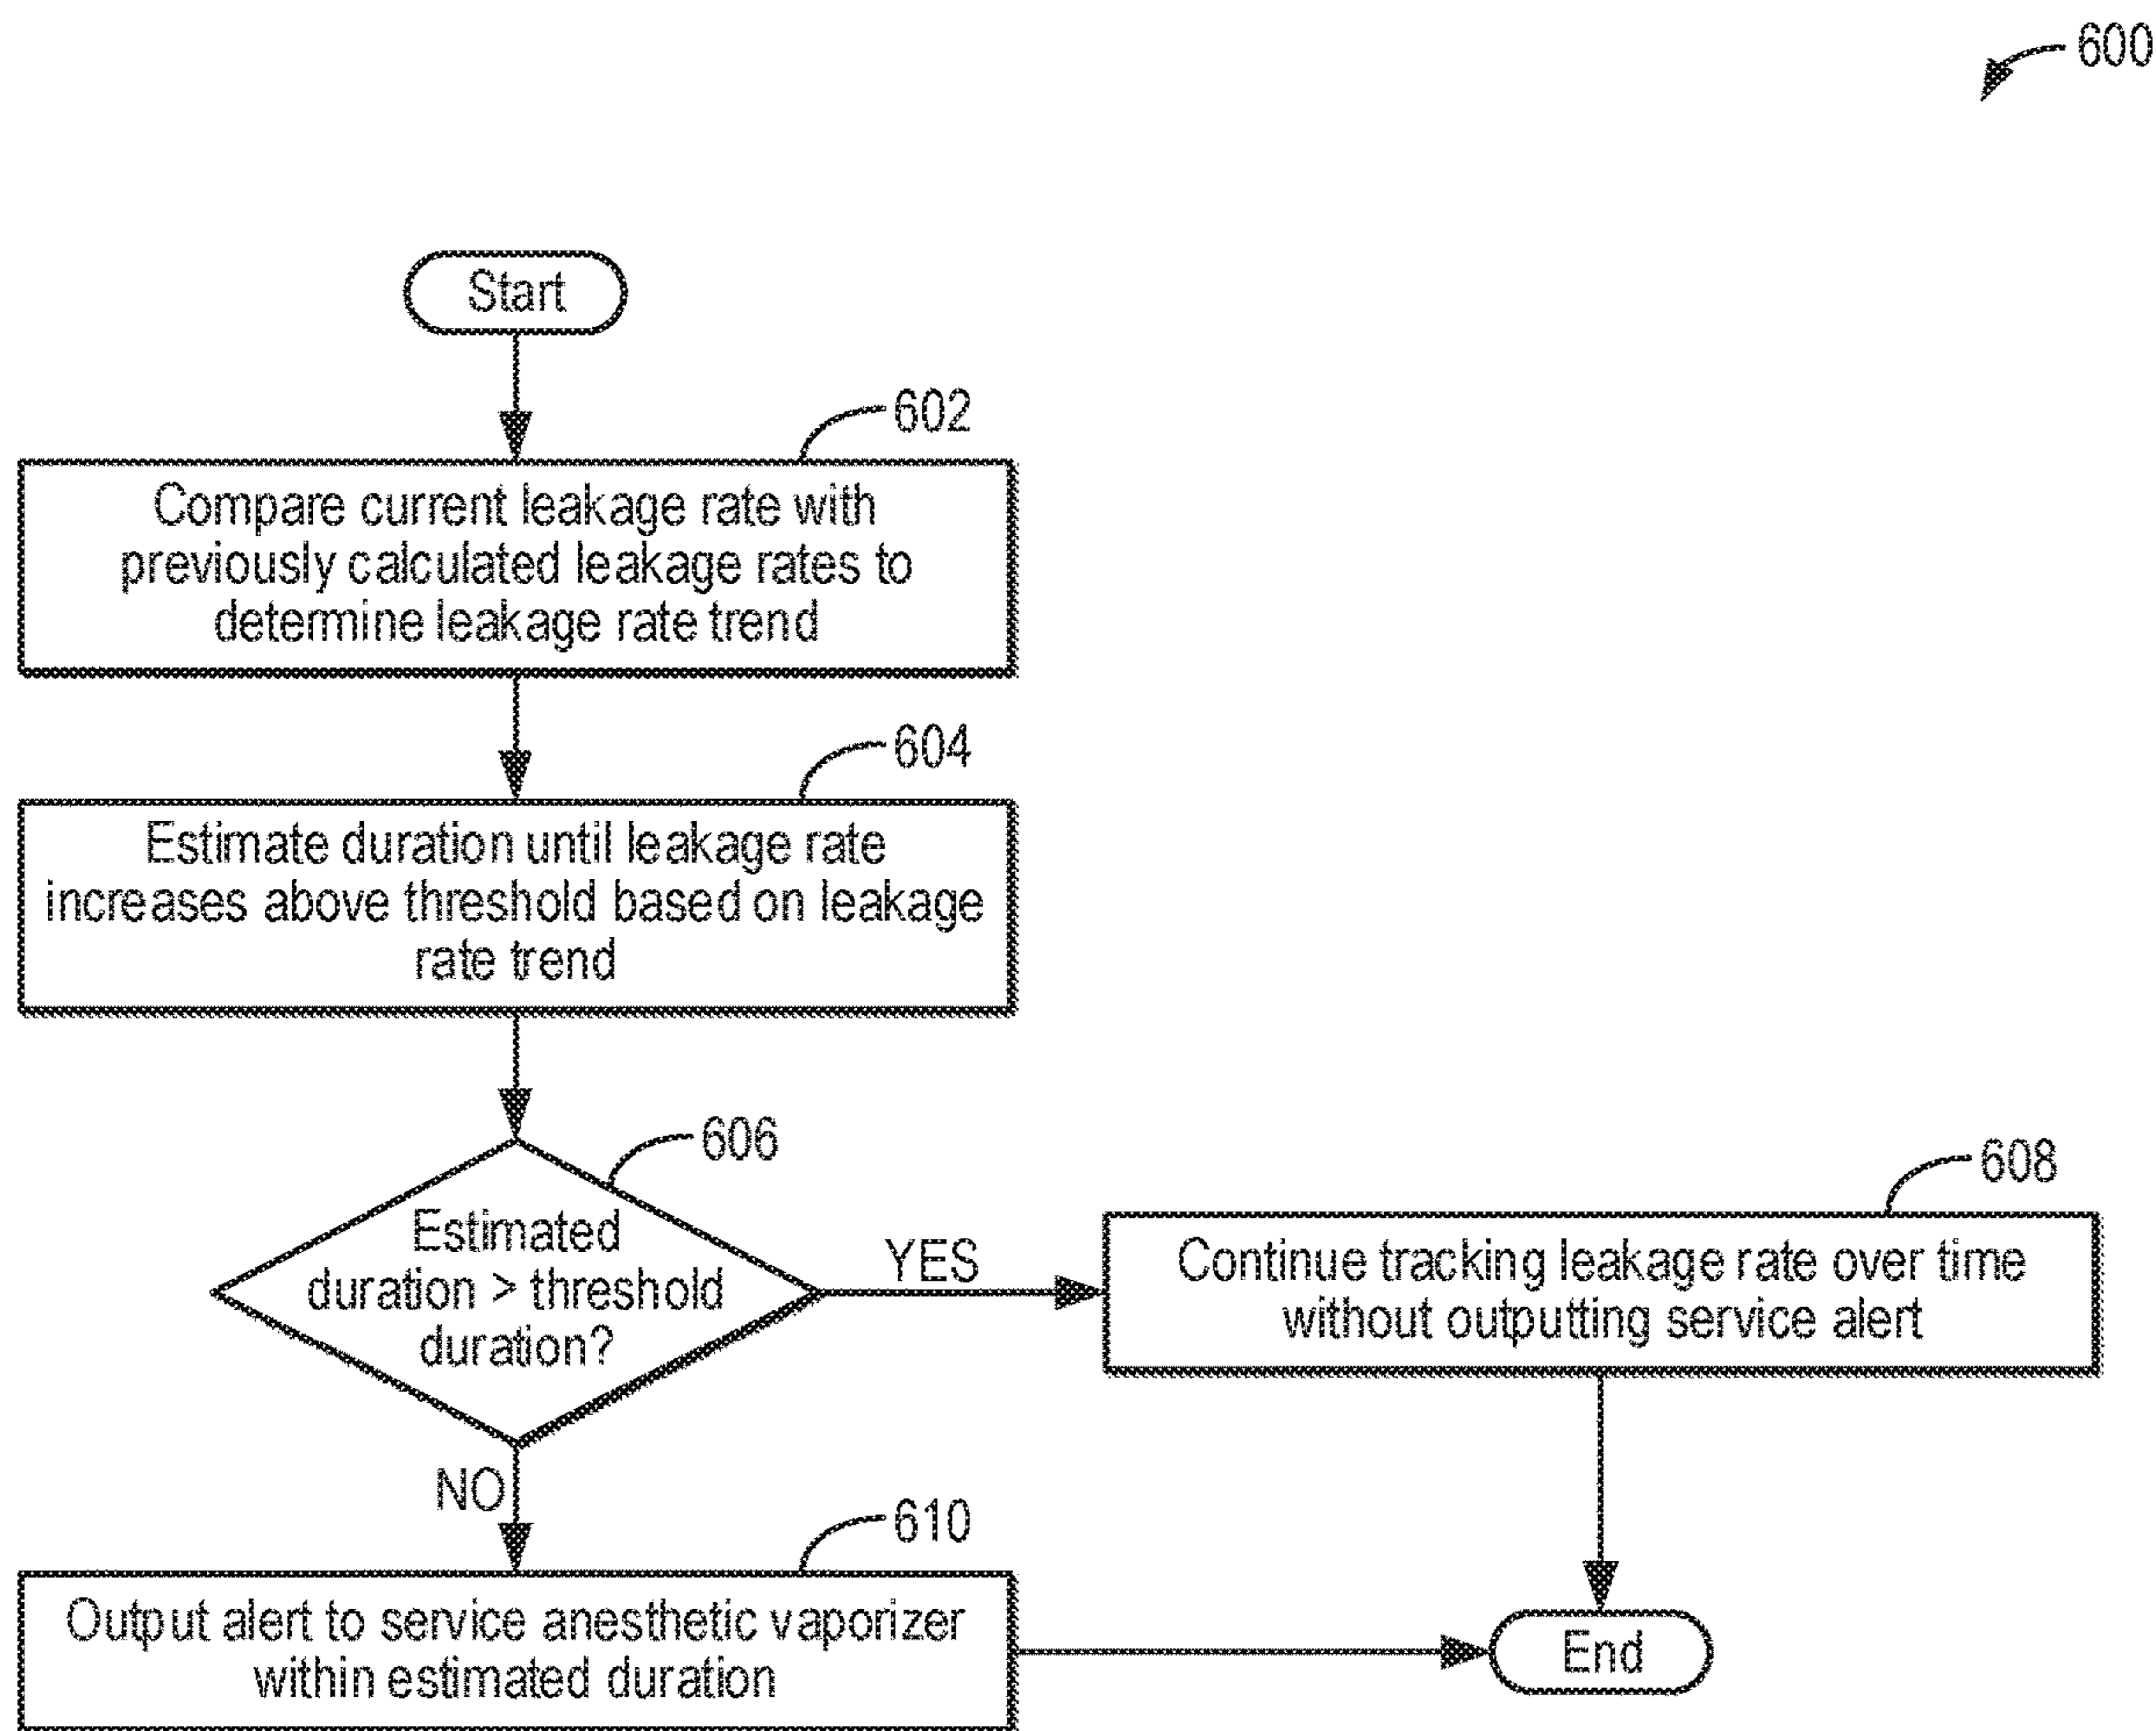 600
Start
602
Compare current leakage rate with
previously calculated leakage rates to
determine leakage rate trend
604
Estimate duration until leakage rate
increases above threshold based on leakage
rate trend
606
Estimated
duration > threshold
duration?
YES
608
Continue tracking leakage rate over time
without outputting service alert
NO
610
Output alert to service anesthetic vaporizer
within estimated duration
End